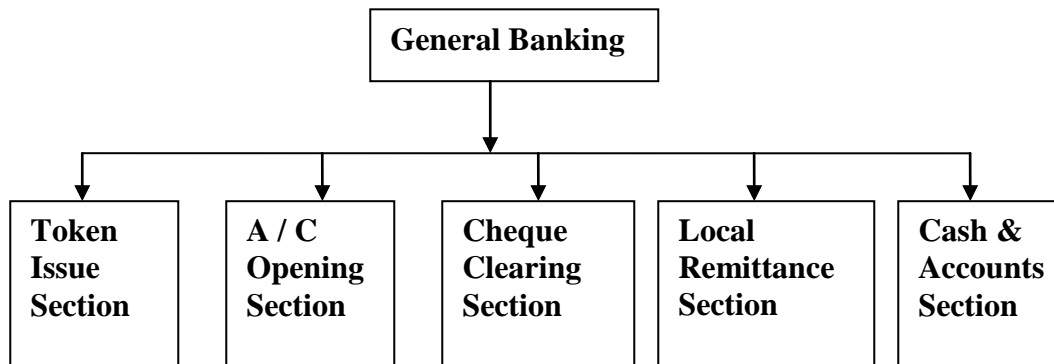 General Banking
Token
Issue
Section
A / C
Opening
Section
Cheque
Clearing
Section
Local
Remittance
Section
Cash &
Accounts
Section